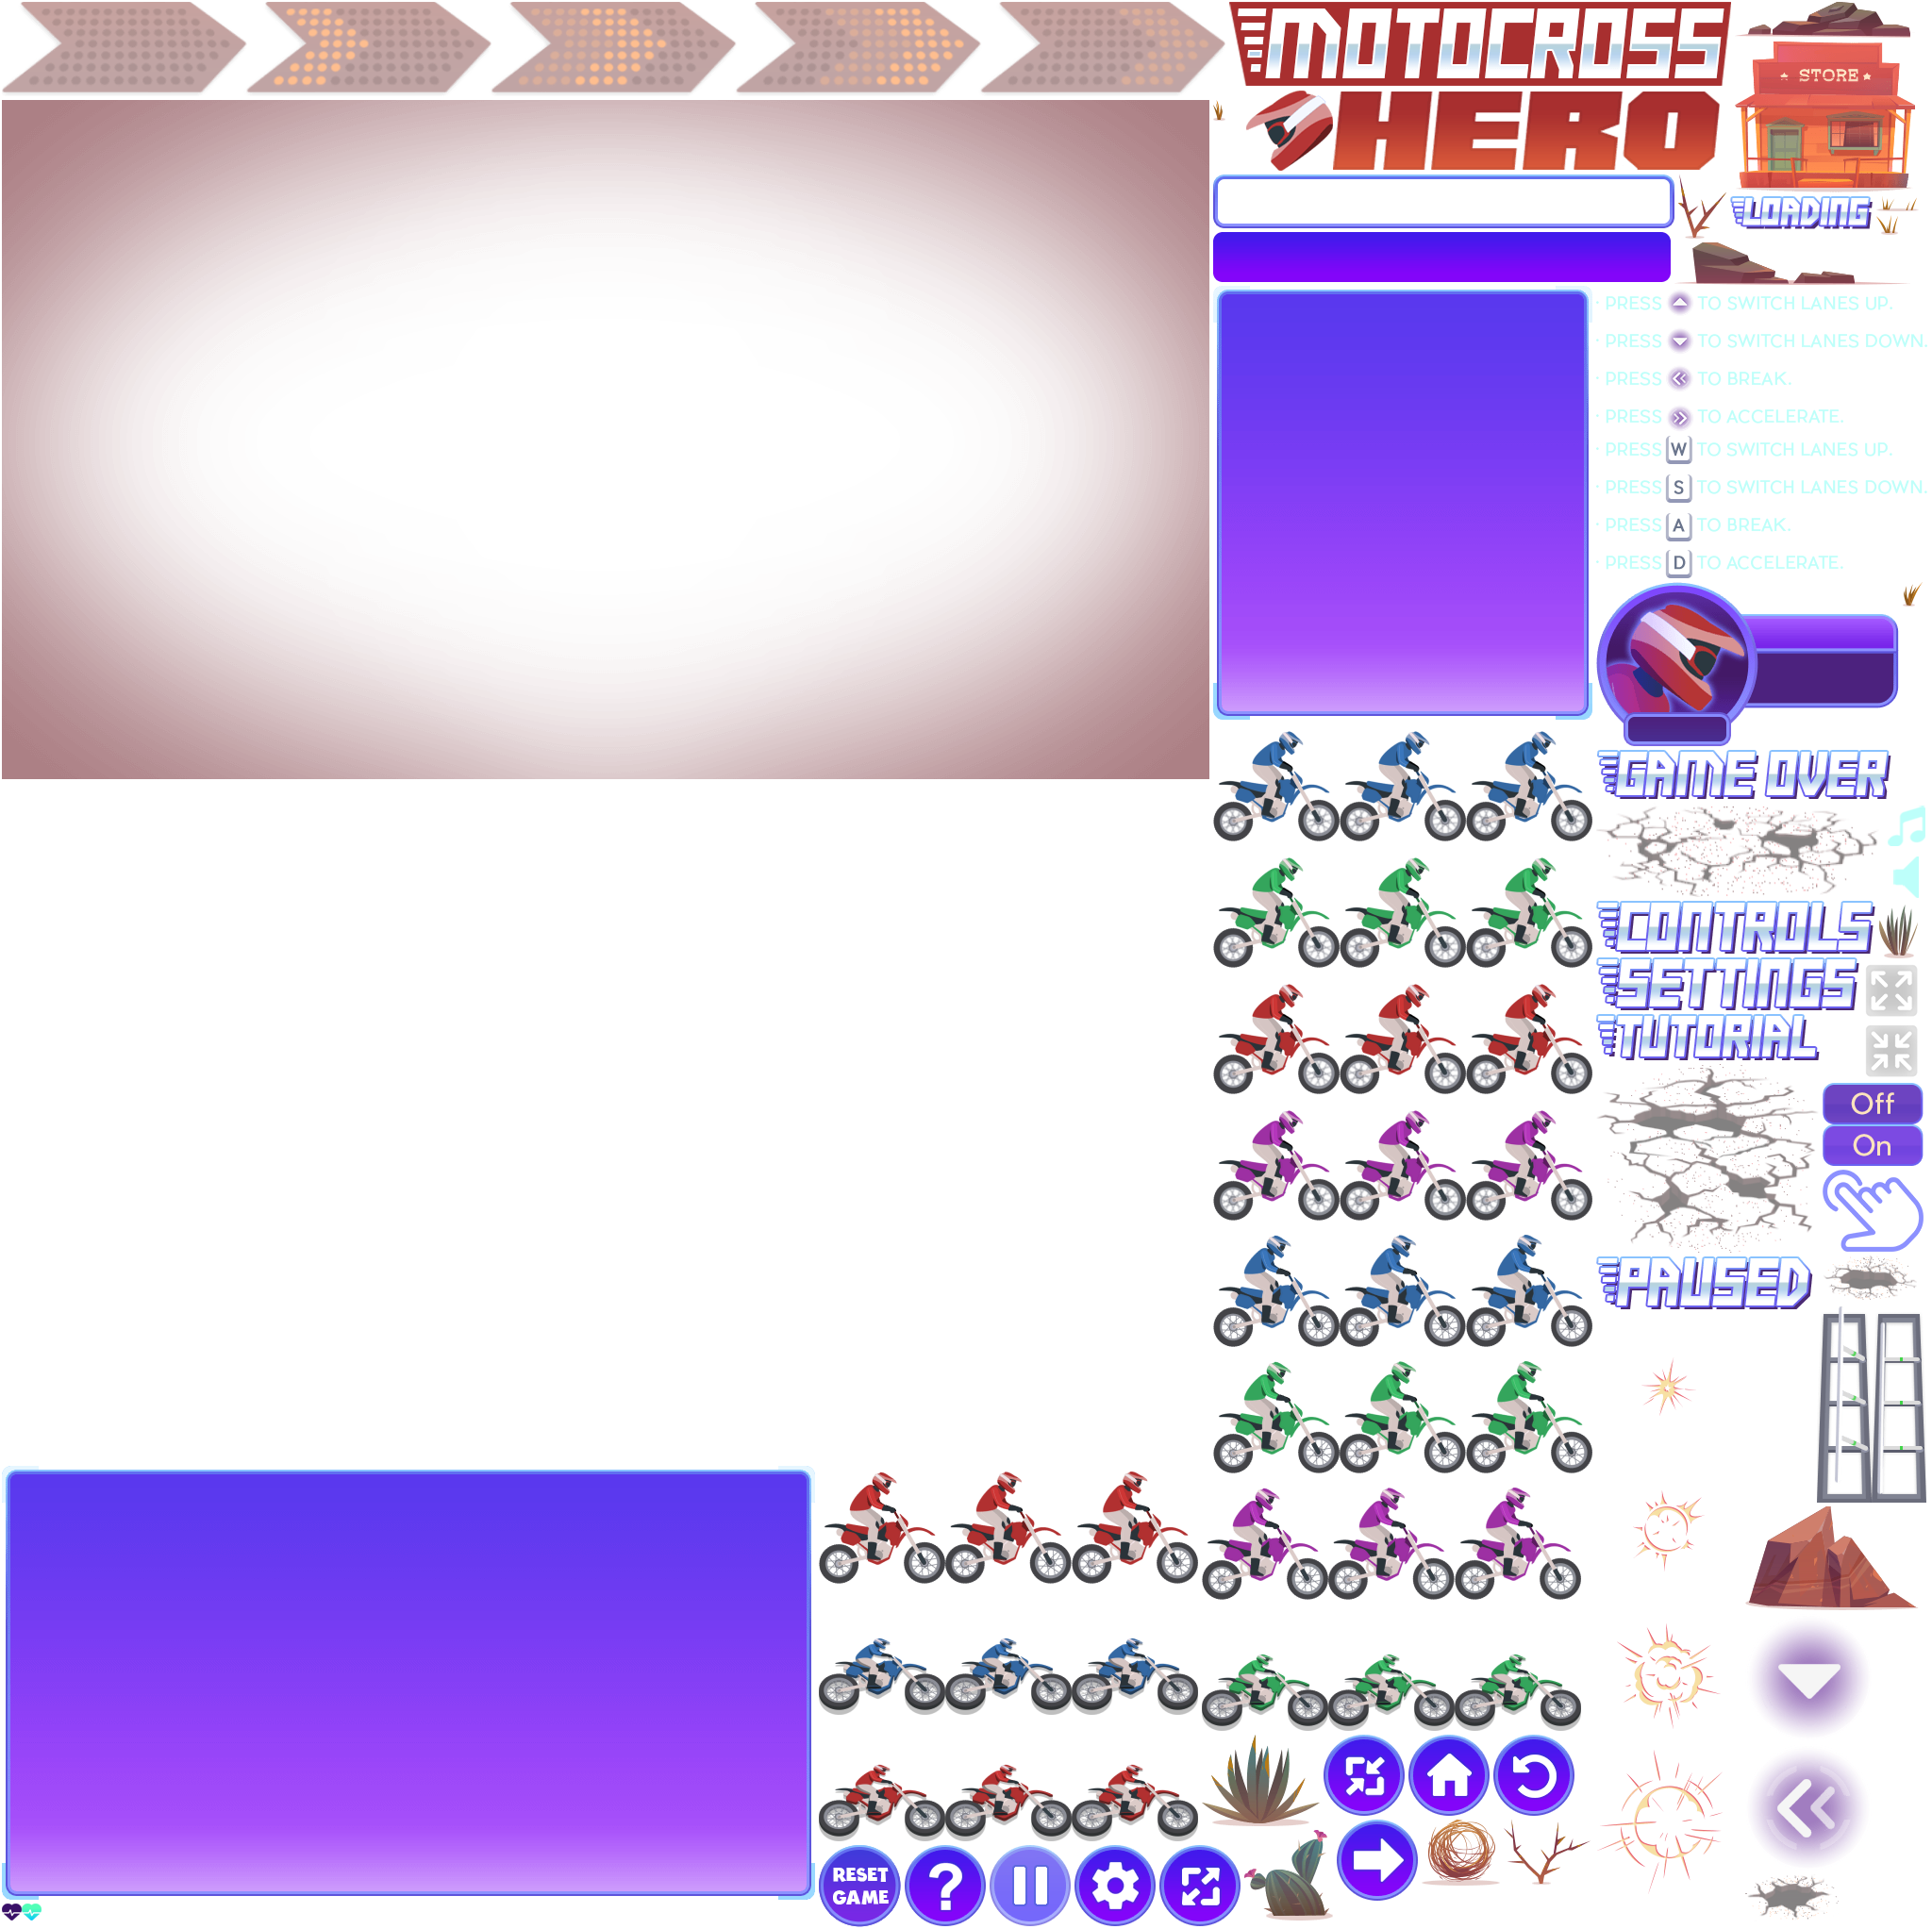 MOTOCROSS
HERO
STORE
LOADING
· PRESS TO SWITCH LANES UP.
· PRESS TO SWITCH LANES DOWN.
· PRESS TO BREAK.
· PRESS TO ACCELERATE.
· PRESS W TO SWITCH LANES UP.
· PRESS S TO SWITCH LANES DOWN.
· PRESS A TO BREAK.
· PRESS D TO ACCELERATE.
GAME OVER
CONTROLS
SETTINGS
TUTORIAL
Off
On
PAUSED
RESET
GAME
?